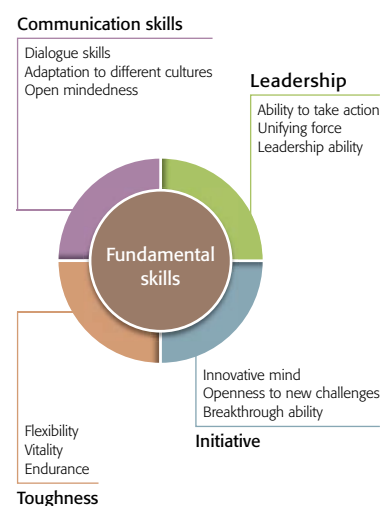 Communication skills
Dialogue skills
Adaptation to different cultures
Open mindedness
Leadership
Ability to take action
Unifying force
Leadership ability
Fundamental
skills
Innovative mind
Openness to new challenges
Breakthrough ability
Initiative
Flexibility
Vitality
Endurance
Toughness